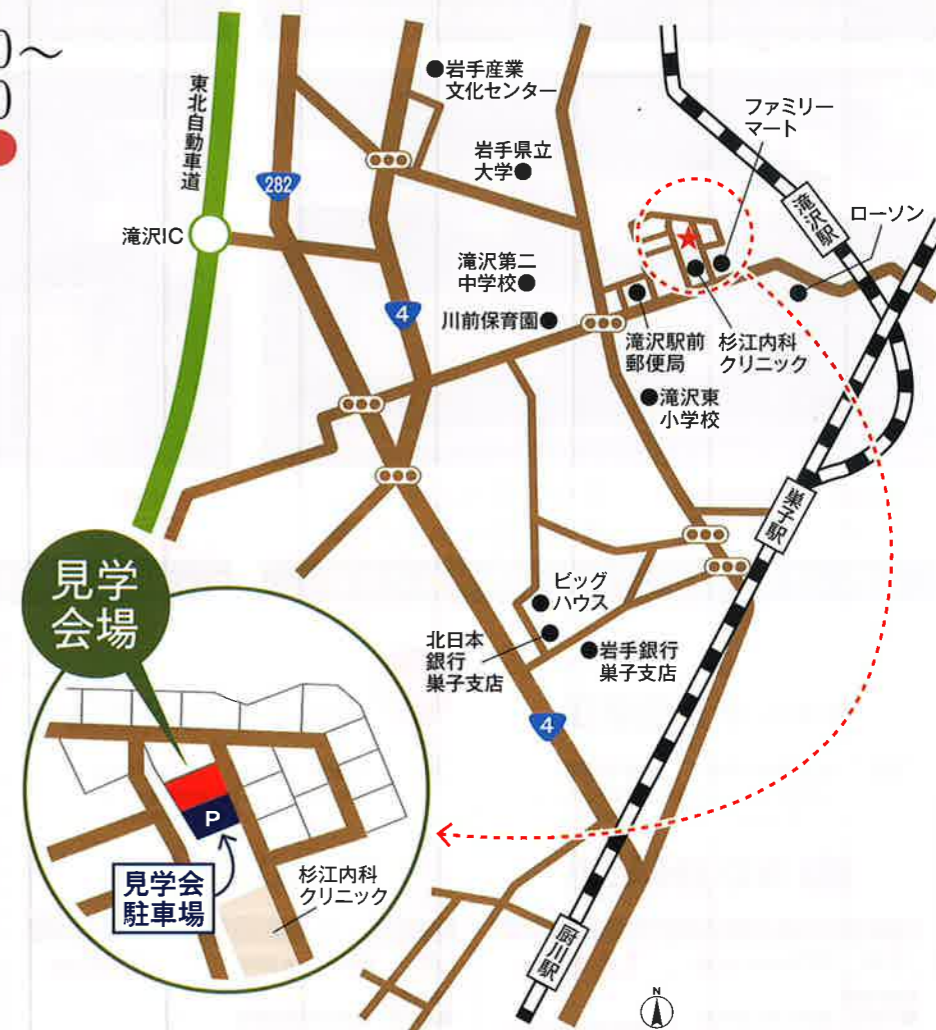 0〜
0
東北自動車道
岩手産業
文化センター
ファミリー
マート
岩手県立
大学
282
滝沢駅
ローソン
滝沢IC
滝沢第二
中学校
4
川前保育園
滝沢駅前
郵便局
杉江内科
クリニック
滝沢東
小学校
巣子駅
見学
会場
ビッグ
ハウス
北日本
銀行
巣子支店
岩手銀行
巣子支店
4
P
見学会
駐車場
杉江内科
クリニック
厨川駅
N